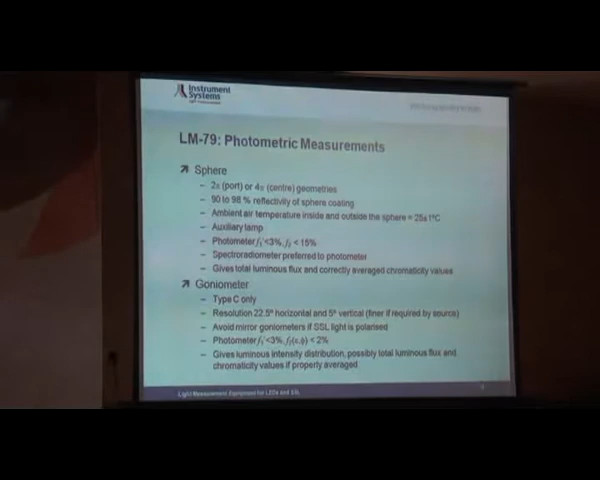 Instrument
Systems
light measurement
LM-79: Photometric Measurements
Sphere
– 2π (port) or 4π (centre) geometries
– 90 to 98 % reflectivity of sphere coating
– Ambient air temperature inside and outside the sphere = 25±1°C
– Auxiliary lamp
– Photometer f₁' <3%, f₂ < 15%
– Spectroradiometer preferred to photometer
– Gives total luminous flux and correctly averaged chromaticity values
Goniometer
– Type C only
– Resolution 22.5° horizontal and 5° vertical (finer if required by source)
– Avoid mirror goniometers if SSL light is polarised
– Photometer f₁' <3%, f₂(ε,φ) < 2%
– Gives luminous intensity distribution, possibly total luminous flux and
chromaticity values if properly averaged
Light Measurement Equipment for LEDs and SSL